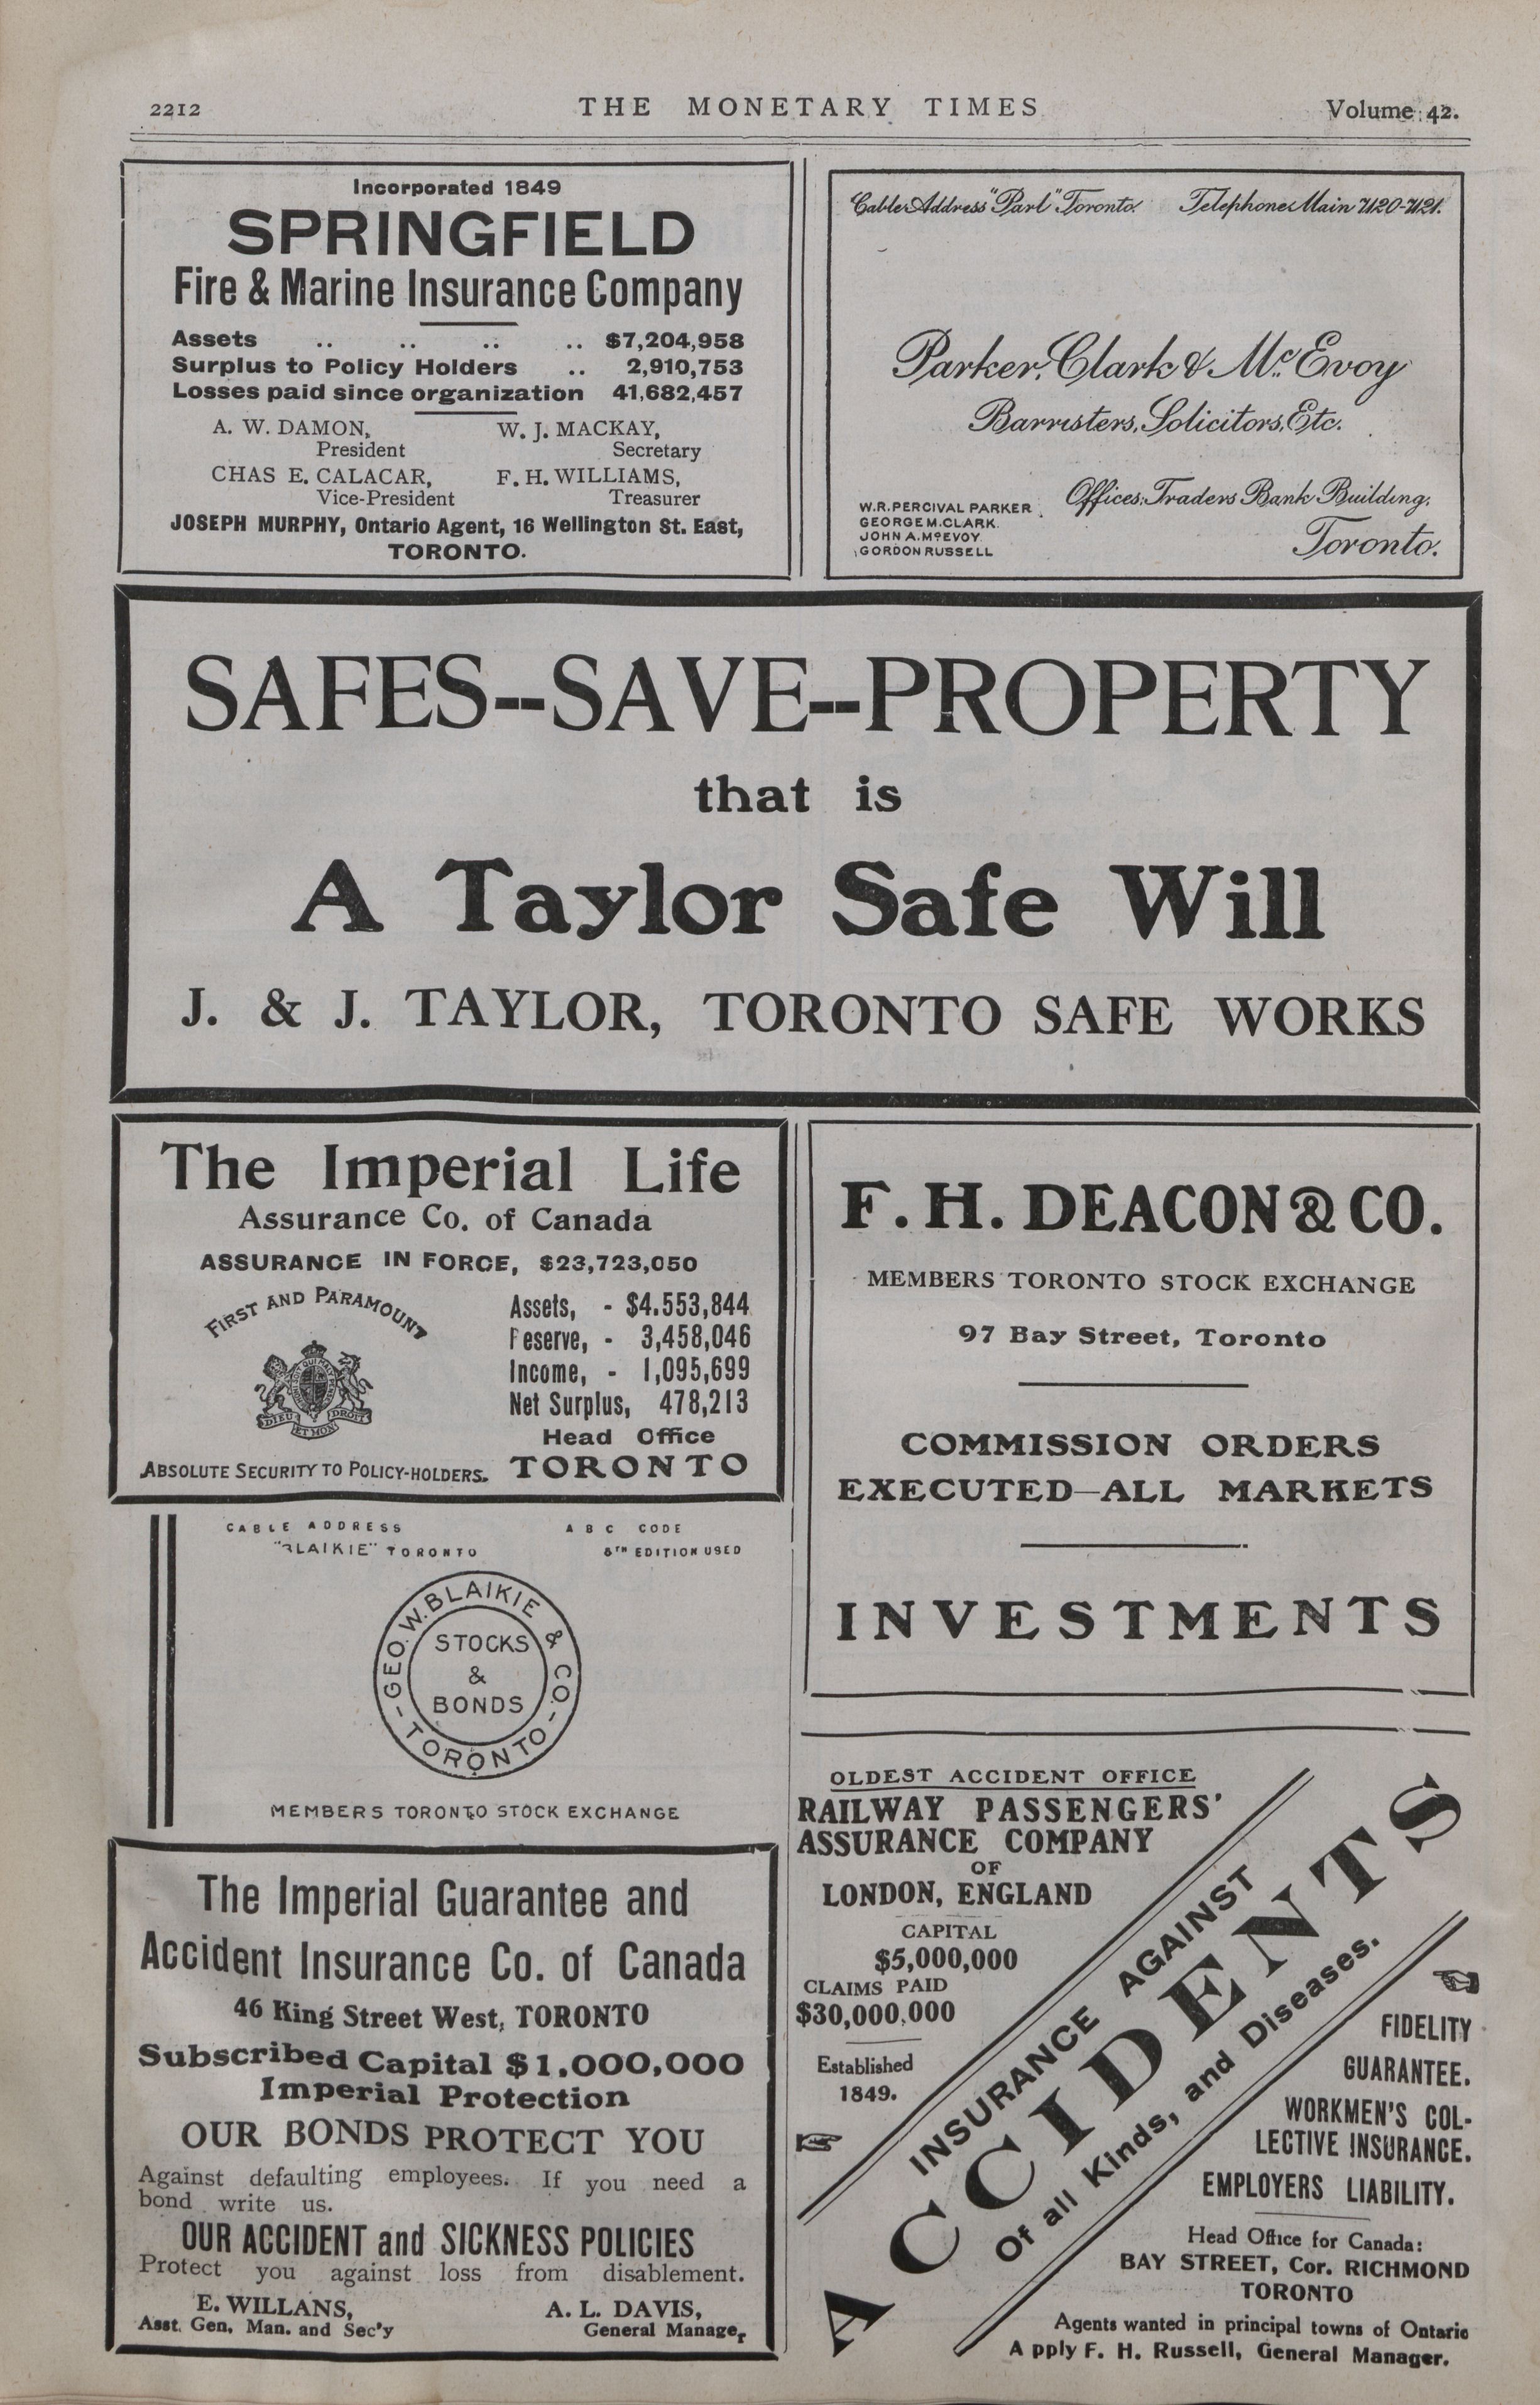 2212
THE MONETARY TIMES
Volume 42.
Incorporated 1849
SPRINGFIELD
Fire & Marine Insurance Company
Assets .. .. .. .. $7,204,958
Surplus to Policy Holders .. 2,910,753
Losses paid since organization 41,682,457
A. W. DAMON,
President
W. J. MACKAY,
Secretary
CHAS E. CALACAR,
Vice-President
F. H. WILLIAMS,
Treasurer
JOSEPH MURPHY, Ontario Agent, 16 Wellington St. East,
TORONTO.
Cable Address "Parl" Toronto. Telephones Main 7120-7121.
Parker, Clark & McEvoy
Barristers, Solicitors, Etc.
W.R. PERCIVAL PARKER
GEORGE M. CLARK.
JOHN A. McEVOY.
GORDON RUSSELL
Offices: Traders Bank Building,
Toronto.
SAFES--SAVE--PROPERTY
that is
A Taylor Safe Will
J. & J. TAYLOR, TORONTO SAFE WORKS
The Imperial Life
Assurance Co. of Canada
ASSURANCE IN FORCE, $23,723,050
FIRST AND PARAMOUNT
DIEU ET MON DROIT
ABSOLUTE SECURITY TO POLICY-HOLDERS.
Assets, - $4.553,844
Reserve, - 3,458,046
Income, - 1,095,699
Net Surplus, 478,213
Head Office
TORONTO
F. H. DEACON & CO.
MEMBERS TORONTO STOCK EXCHANGE
97 Bay Street, Toronto
COMMISSION ORDERS
EXECUTED—ALL MARKETS
INVESTMENTS
CABLE ADDRESS
"BLAIKIE" TORONTO
A B C CODE
5TH EDITION USED
GEO. W. BLAIKIE & CO. - TORONTO -
STOCKS
&
BONDS
MEMBERS TORONTO STOCK EXCHANGE
The Imperial Guarantee and
Accident Insurance Co. of Canada
46 King Street West, TORONTO
Subscribed Capital $1,000,000
Imperial Protection
OUR BONDS PROTECT YOU
Against defaulting employees. If you need a
bond write us.
OUR ACCIDENT and SICKNESS POLICIES
Protect you against loss from disablement.
E. WILLANS,
Asst. Gen. Man. and Sec'y
A. L. DAVIS,
General Manager
OLDEST ACCIDENT OFFICE
RAILWAY PASSENGERS'
ASSURANCE COMPANY
OF
LONDON, ENGLAND
CAPITAL
$5,000,000
CLAIMS PAID
$30,000,000
Established
1849.
INSURANCE AGAINST
ACCIDENTS
Of all Kinds, and Diseases.
FIDELITY
GUARANTEE.
WORKMEN'S COL-
LECTIVE INSURANCE.
EMPLOYERS LIABILITY.
Head Office for Canada:
BAY STREET, Cor. RICHMOND
TORONTO
Agents wanted in principal towns of Ontario
Apply F. H. Russell, General Manager.